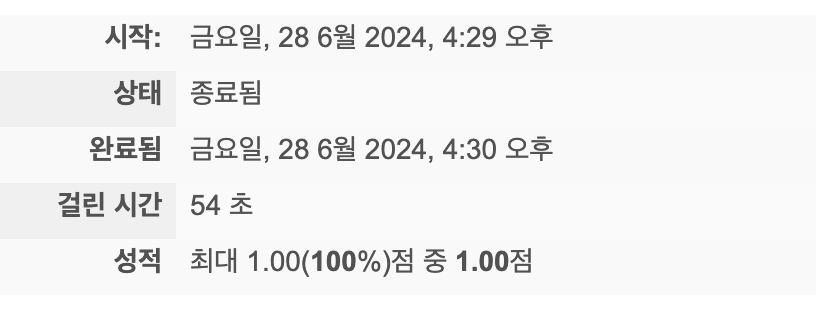 시작: 금요일, 28 6월 2024, 4:29 오후
상태 종료됨
완료됨 금요일, 28 6월 2024, 4:30 오후
걸린 시간 54 초
성적 최대 1.00(100%)점 중 1.00점